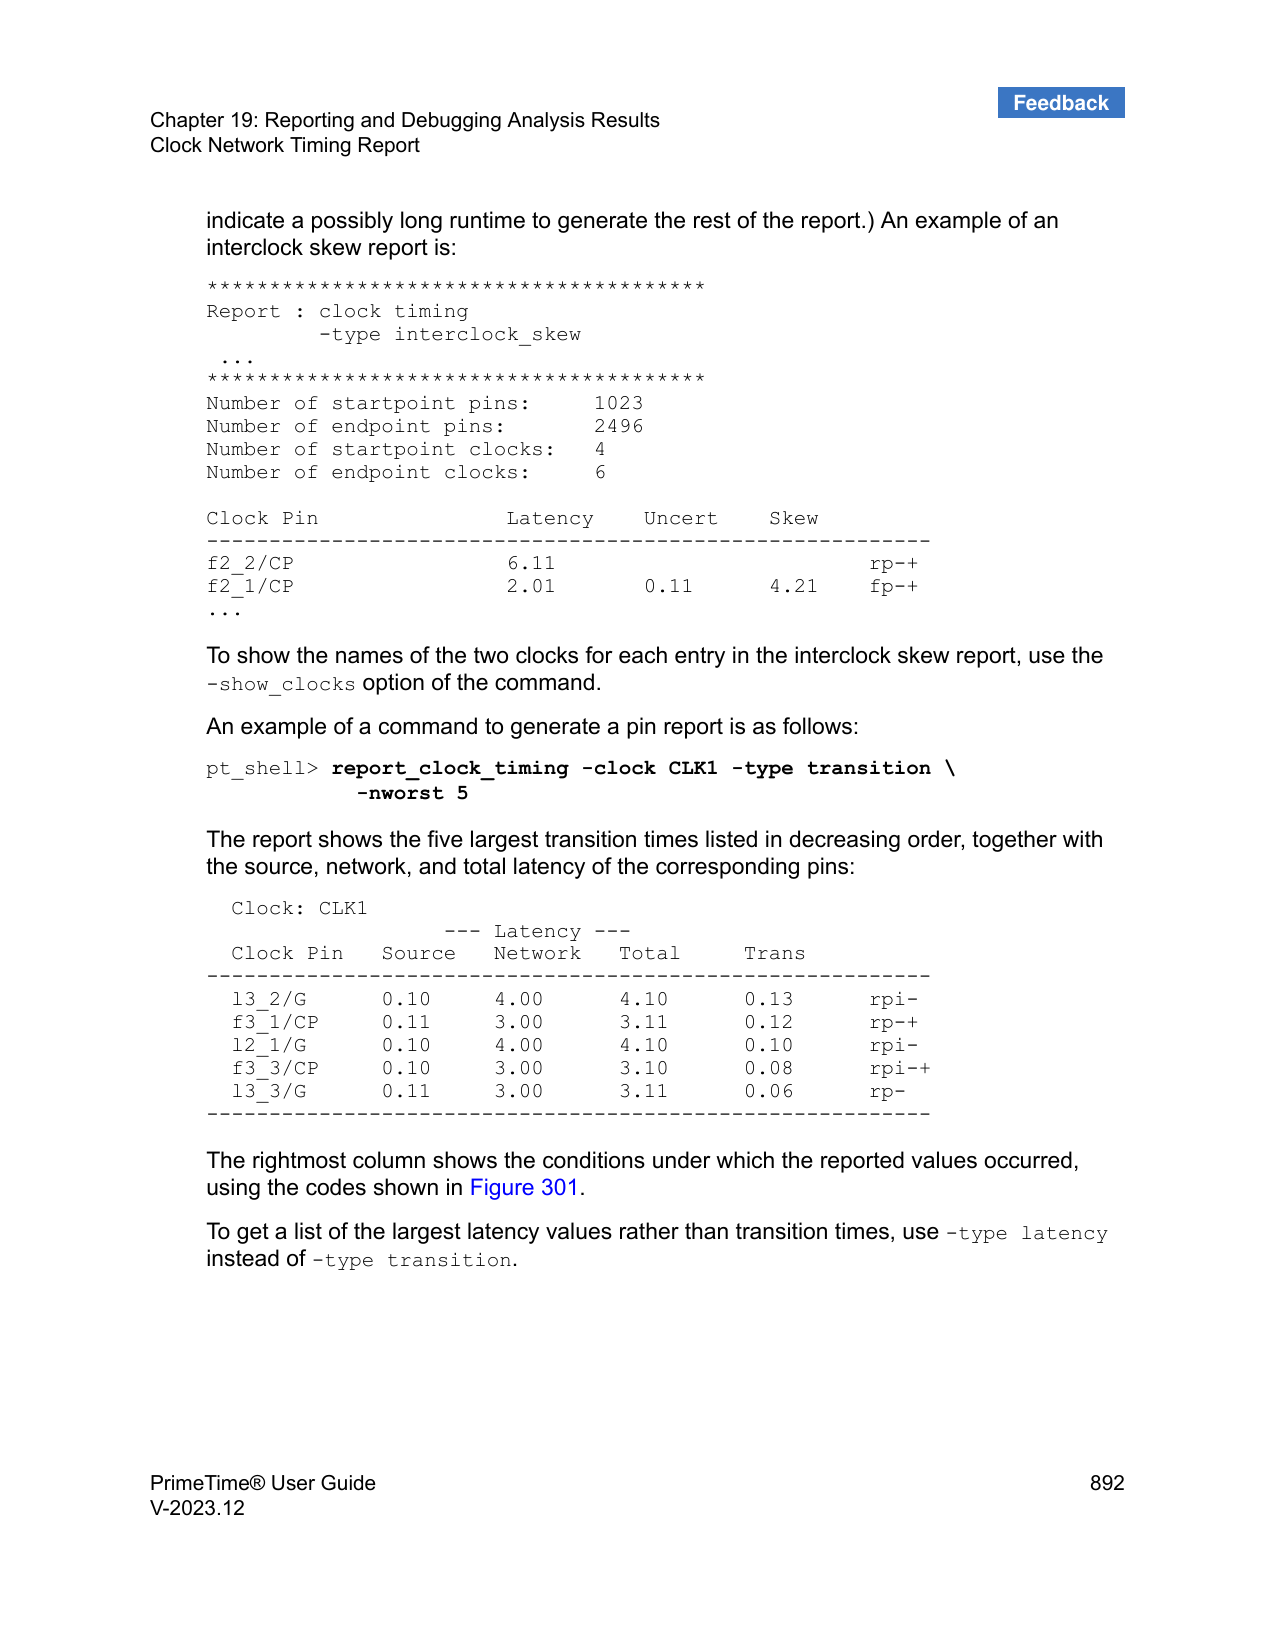 Feedback
Chapter 19: Reporting and Debugging Analysis Results
Clock Network Timing Report
indicate a possibly long runtime to generate the rest of the report.) An example of an
interclock skew report is:
****************************************
Report : clock timing
         -type interclock_skew
 ...
****************************************
Number of startpoint pins:     1023
Number of endpoint pins:       2496
Number of startpoint clocks:   4
Number of endpoint clocks:     6
Clock Pin               Latency    Uncert    Skew
----------------------------------------------------------
f2_2/CP                 6.11                         rp-+
f2_1/CP                 2.01       0.11      4.21    fp-+
...
To show the names of the two clocks for each entry in the interclock skew report, use the
-show_clocks option of the command.
An example of a command to generate a pin report is as follows:
pt_shell> report_clock_timing -clock CLK1 -type transition \
            -nworst 5
The report shows the five largest transition times listed in decreasing order, together with
the source, network, and total latency of the corresponding pins:
  Clock: CLK1
                   --- Latency ---
  Clock Pin   Source   Network   Total     Trans
----------------------------------------------------------
  l3_2/G      0.10     4.00      4.10      0.13      rpi-
  f3_1/CP     0.11     3.00      3.11      0.12      rp-+
  l2_1/G      0.10     4.00      4.10      0.10      rpi-
  f3_3/CP     0.10     3.00      3.10      0.08      rpi-+
  l3_3/G      0.11     3.00      3.11      0.06      rp-
----------------------------------------------------------
The rightmost column shows the conditions under which the reported values occurred,
using the codes shown in Figure 301.
To get a list of the largest latency values rather than transition times, use -type latency
instead of -type transition.
PrimeTime® User Guide 892
V-2023.12